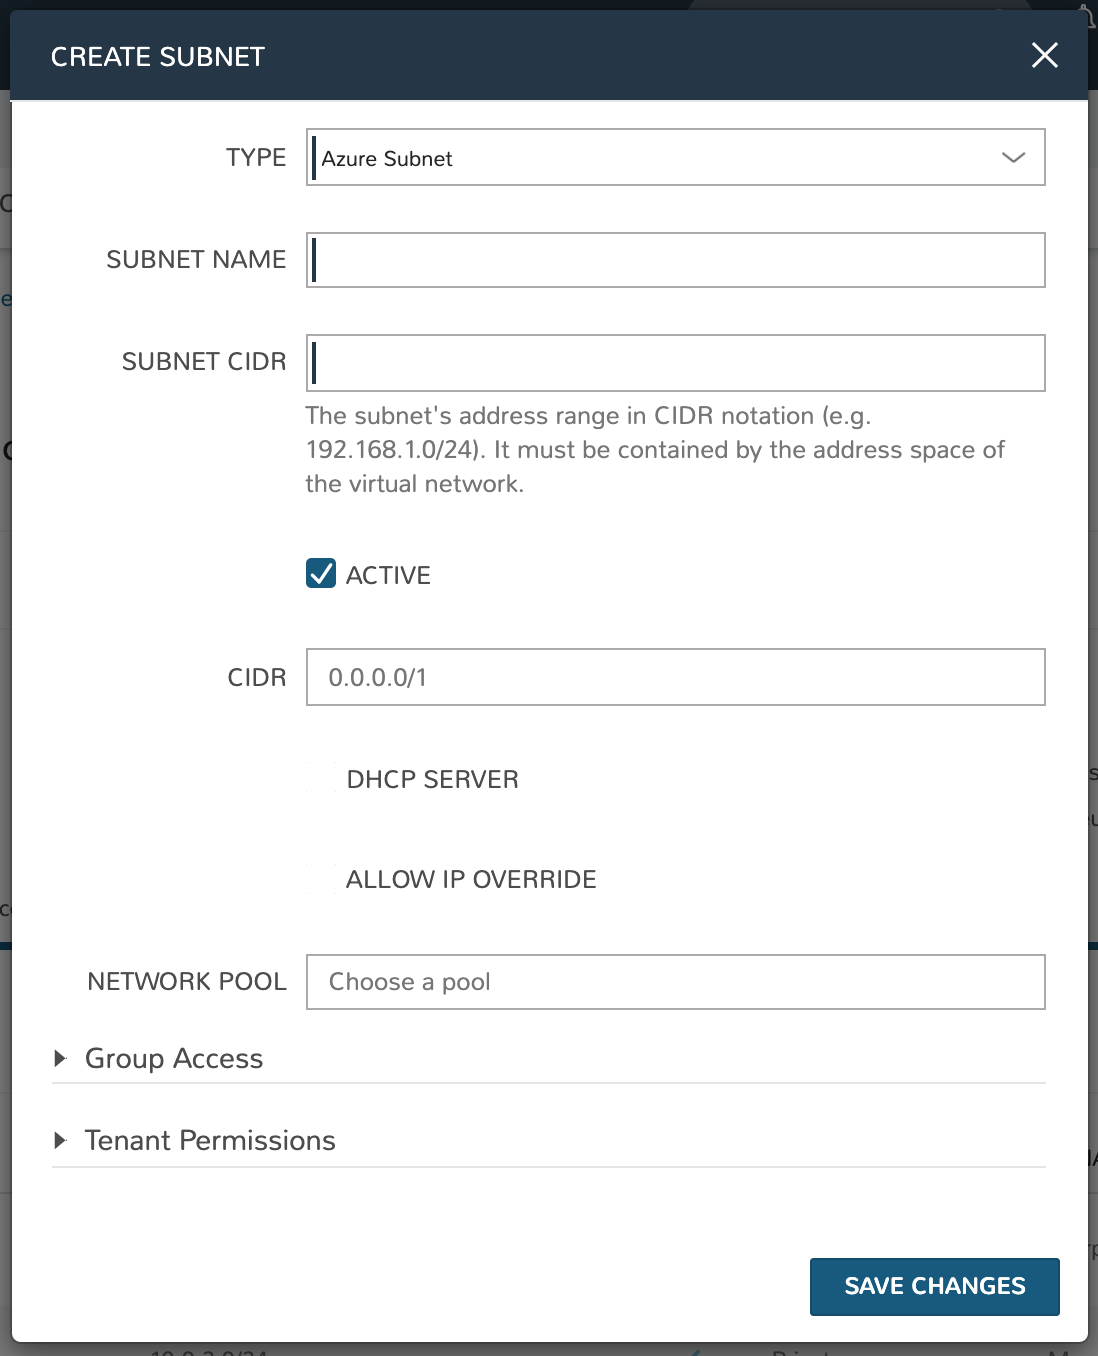 CREATE SUBNET
TYPE
Azure Subnet
SUBNET NAME
SUBNET CIDR
The subnet's address range in CIDR notation (e.g.
192.168.1.0/24). It must be contained by the address space of
the virtual network.
ACTIVE
CIDR
0.0.0.0/1
DHCP SERVER
ALLOW IP OVERRIDE
NETWORK POOL
Choose a pool
Group Access
Tenant Permissions
SAVE CHANGES